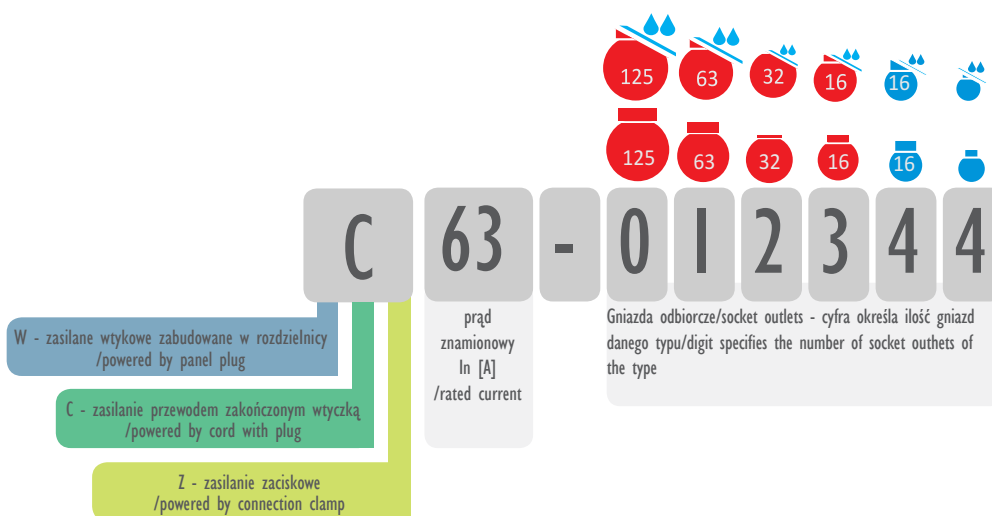 125 63 32 16 16
125 63 32 16 16
C 63 - 0 1 2 3 4 4
W - zasilane wtykowe zabudowane w rozdzielnicy
/powered by panel plug
C - zasilanie przewodem zakończonym wtyczką
/powered by cord with plug
Z - zasilanie zaciskowe
/powered by connection clamp
prąd
znamionowy
In [A]
/rated current
Gniazda odbiorcze/socket outlets - cyfra określa ilość gniazd
danego typu/digit specifies the number of socket outhets of
the type